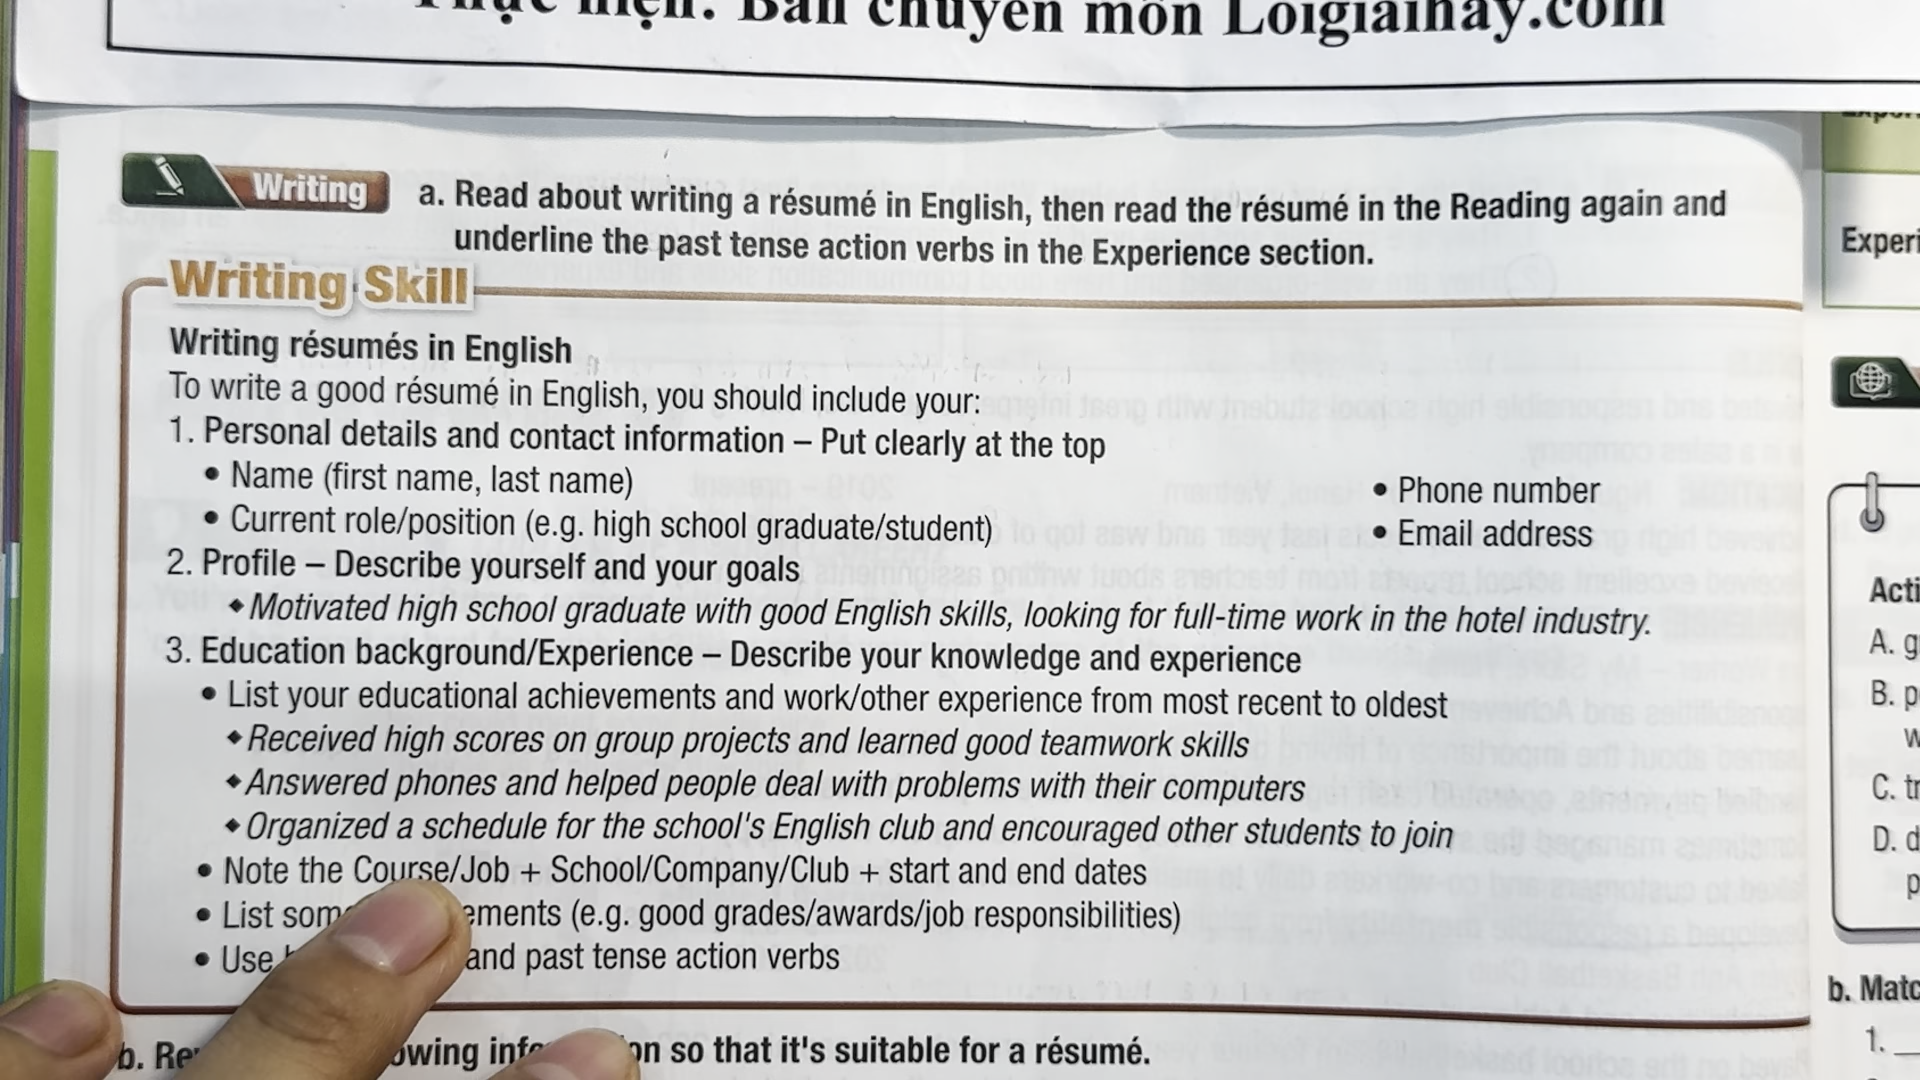 Thực hiện: Ban chuyên môn Loigiaihay.com
Writing
a. Read about writing a résumé in English, then read the résumé in the Reading again and
underline the past tense action verbs in the Experience section.
Writing Skill
Writing résumés in English
To write a good résumé in English, you should include your:
1. Personal details and contact information – Put clearly at the top
• Name (first name, last name)
• Phone number
• Current role/position (e.g. high school graduate/student)
• Email address
2. Profile – Describe yourself and your goals
◆ Motivated high school graduate with good English skills, looking for full-time work in the hotel industry.
3. Education background/Experience – Describe your knowledge and experience
• List your educational achievements and work/other experience from most recent to oldest
◆ Received high scores on group projects and learned good teamwork skills
◆ Answered phones and helped people deal with problems with their computers
◆ Organized a schedule for the school's English club and encouraged other students to join
• Note the Course/Job + School/Company/Club + start and end dates
• List (e.g. good grades/awards/job responsibilities)
• Use and past tense action verbs
b. so that it's suitable for a résumé.
Experi
Acti
A. g
B. p
w
C. tr
D. d
p
b. Matc
1.